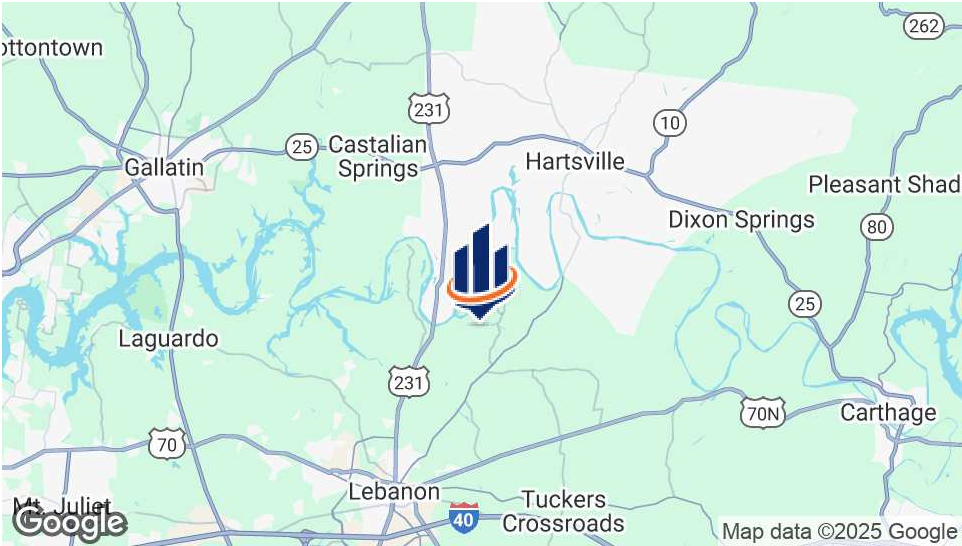 262
ottontown
231
10
25
Castalian
Springs
Hartsville
Gallatin
Pleasant Shad
Dixon Springs
80
25
Laguardo
231
70N
Carthage
70
Lebanon
Tuckers
Crossroads
40
Mt. Juliet
Google
Map data ©2025 Google